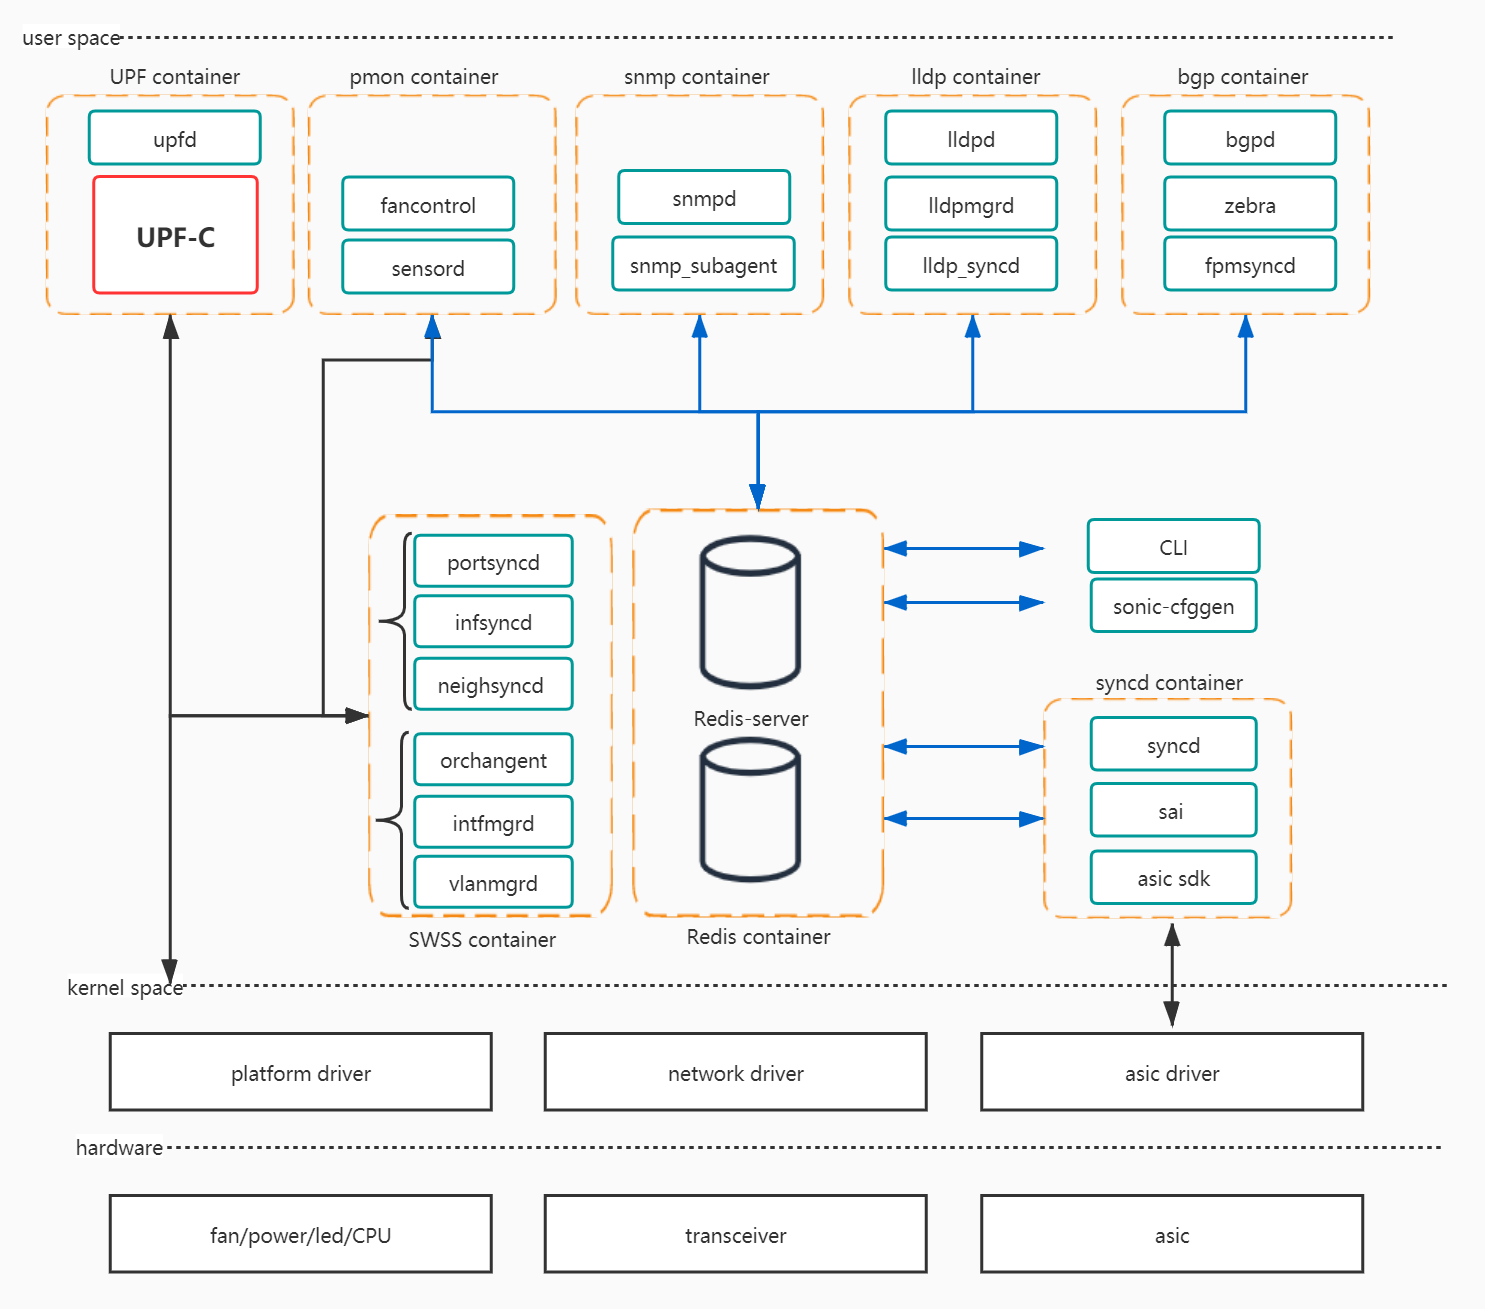 user space
UPF container
pmon container
snmp container
lldp container
bgp container
upfd
UPF-C
fancontrol
sensord
snmpd
snmp_subagent
lldpd
lldpmgrd
lldp_syncd
bgpd
zebra
fpmsyncd
portsyncd
infsyncd
neighsyncd
orchangent
intfmgrd
vlanmgrd
SWSS container
Redis-server
Redis container
CLI
sonic-cfggen
syncd container
syncd
sai
asic sdk
kernel space
platform driver
network driver
asic driver
hardware
fan/power/led/CPU
transceiver
asic